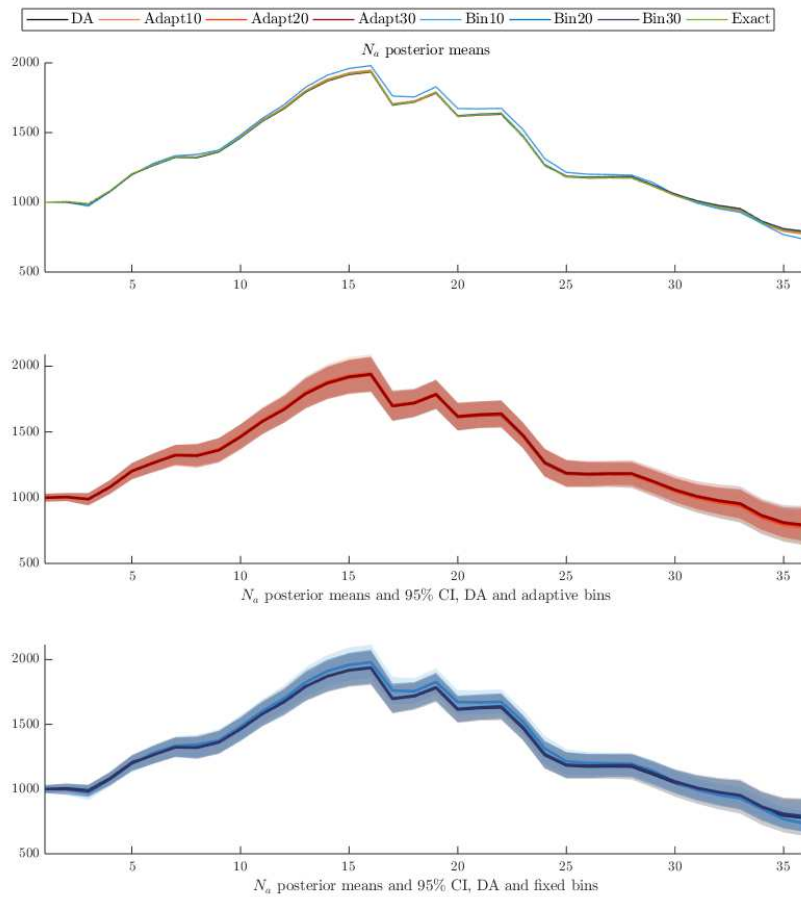 DA Adapt10 Adapt20 Adapt30 Bin10 Bin20 Bin30 Exact
N_a posterior means
2000
1500
1000
500
5 10 15 20 25 30 35
2000
1500
1000
500
5 10 15 20 25 30 35
N_a posterior means and 95% CI, DA and adaptive bins
2000
1500
1000
500
5 10 15 20 25 30 35
N_a posterior means and 95% CI, DA and fixed bins